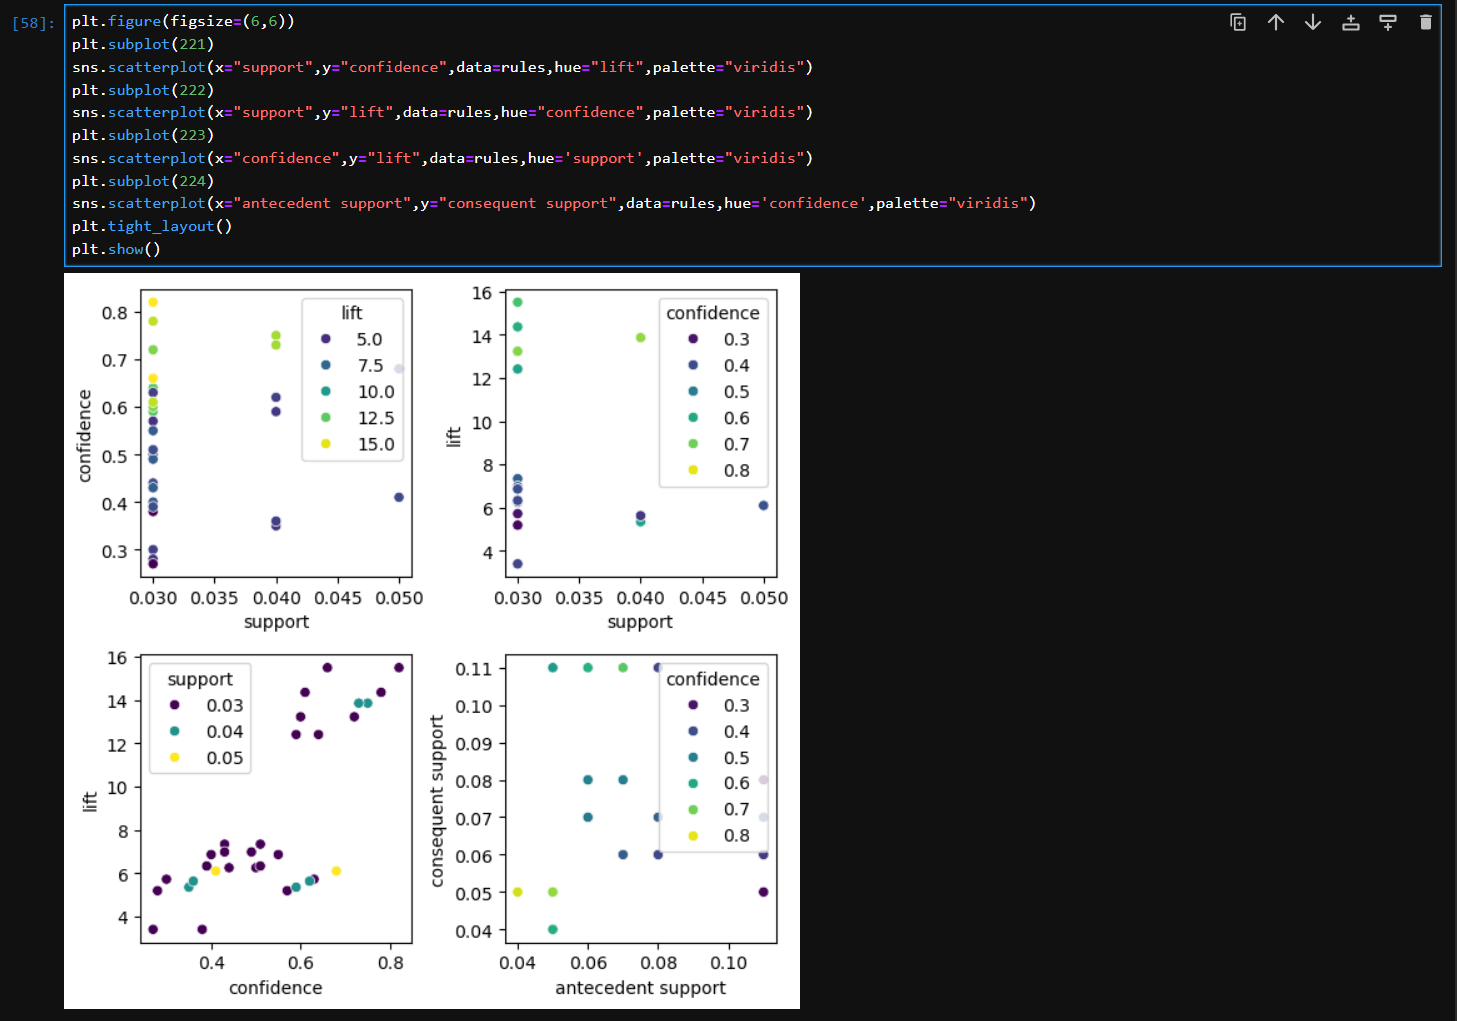 [58]:
plt.figure(figsize=(6,6))
plt.subplot(221)
sns.scatterplot(x="support",y="confidence",data=rules,hue="lift",palette="viridis")
plt.subplot(222)
sns.scatterplot(x="support",y="lift",data=rules,hue="confidence",palette="viridis")
plt.subplot(223)
sns.scatterplot(x="confidence",y="lift",data=rules,hue='support',palette="viridis")
plt.subplot(224)
sns.scatterplot(x="antecedent support",y="consequent support",data=rules,hue='confidence',palette="viridis")
plt.tight_layout()
plt.show()
confidence
0.8
0.7
0.6
0.5
0.4
0.3
lift
5.0
7.5
10.0
12.5
15.0
0.030 0.035 0.040 0.045 0.050
support
lift
16
14
12
10
8
6
4
confidence
0.3
0.4
0.5
0.6
0.7
0.8
0.030 0.035 0.040 0.045 0.050
support
lift
16
14
12
10
8
6
4
support
0.03
0.04
0.05
0.4 0.6 0.8
confidence
consequent support
0.11
0.10
0.09
0.08
0.07
0.06
0.05
0.04
confidence
0.3
0.4
0.5
0.6
0.7
0.8
0.04 0.06 0.08 0.10
antecedent support